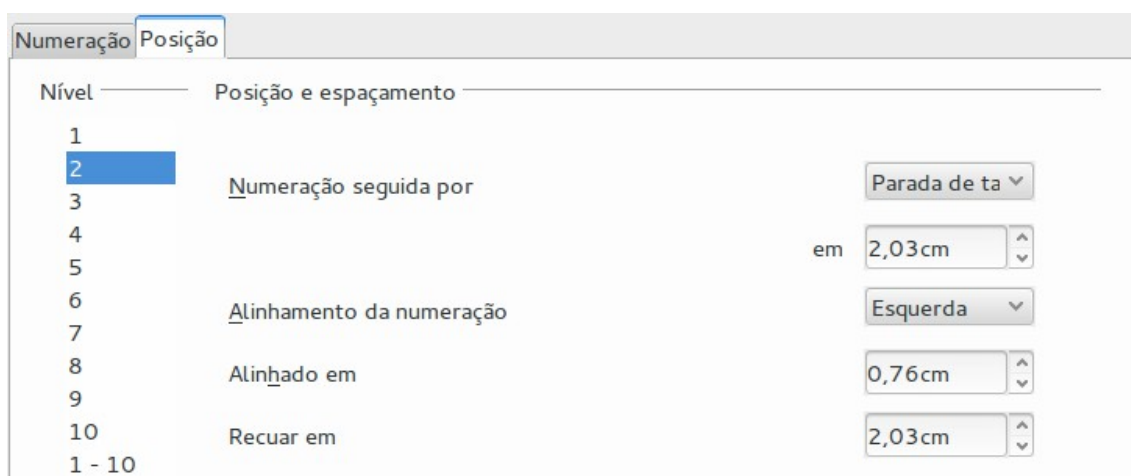 Numeração Posição
Nível Posição e espaçamento
1
2
Numeração seguida por Parada de ta
3
4
em 2,03cm
5
6
Alinhamento da numeração Esquerda
7
8
Alinhado em 0,76cm
9
10
Recuar em 2,03cm
1 - 10